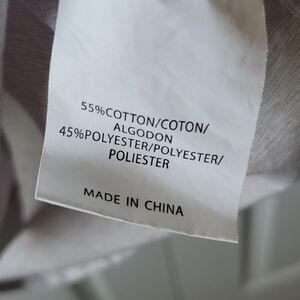 55%COTTON/COTON/
ALGODON
45%POLYESTER/POLYESTER/
POLIESTER
MADE IN CHINA